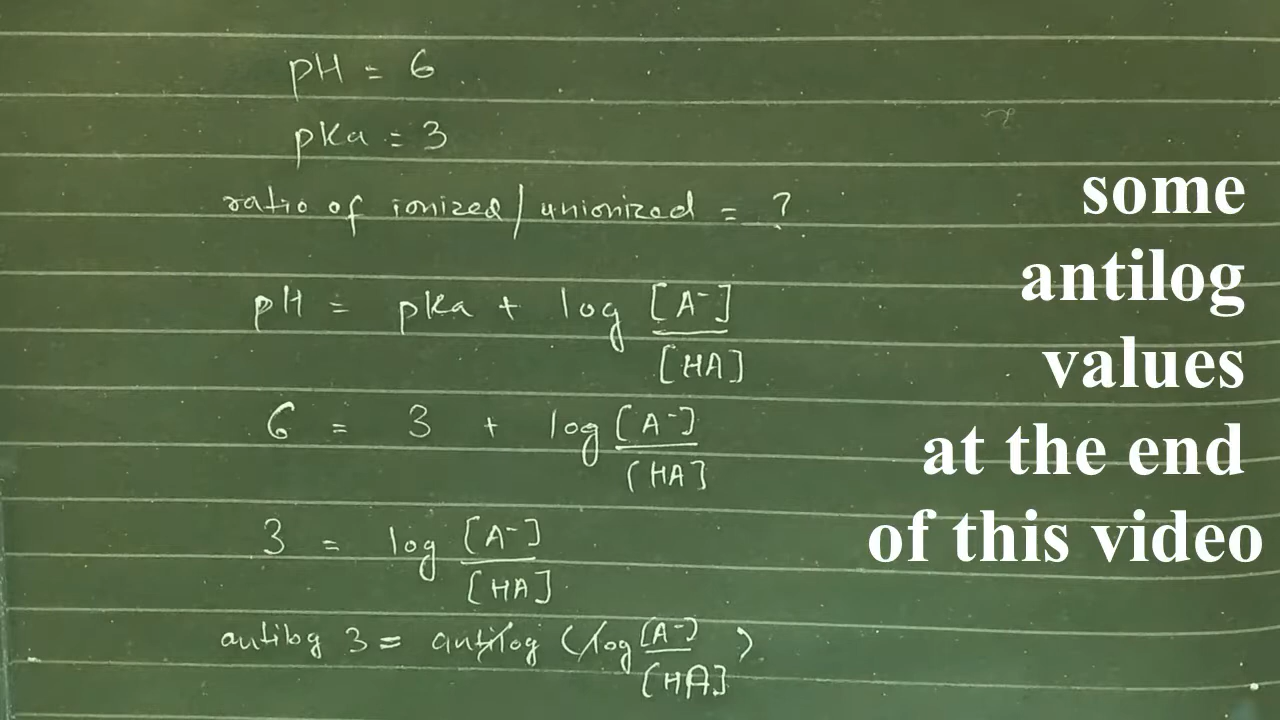 pH = 6
pKa = 3
ratio of ionized/unionized = ?
pH = pKa + log [A⁻]
[HA]
6 = 3 + log [A⁻]
[HA]
3 = log [A⁻]
[HA]
antilog 3 = antilog (log [A⁻] )
[HA]
some
antilog
values
at the end
of this video